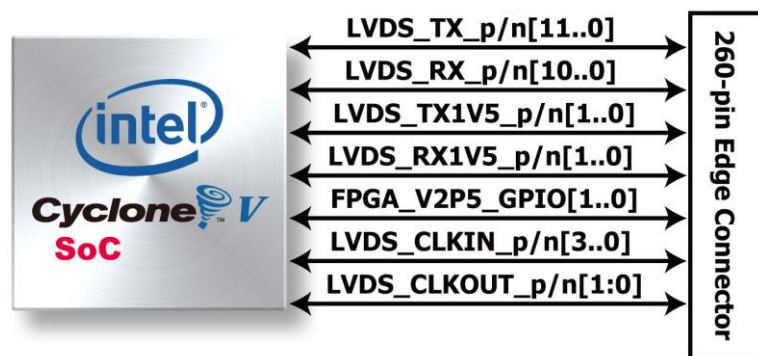 LVDS_TX_p/n[11..0]
LVDS_RX_p/n[10..0]
LVDS_TX1V5_p/n[1..0]
LVDS_RX1V5_p/n[1..0]
FPGA_V2P5_GPIO[1..0]
LVDS_CLKIN_p/n[3..0]
LVDS_CLKOUT_p/n[1:0]
intel®
Cyclone™ V
SoC
260-pin Edge Connector